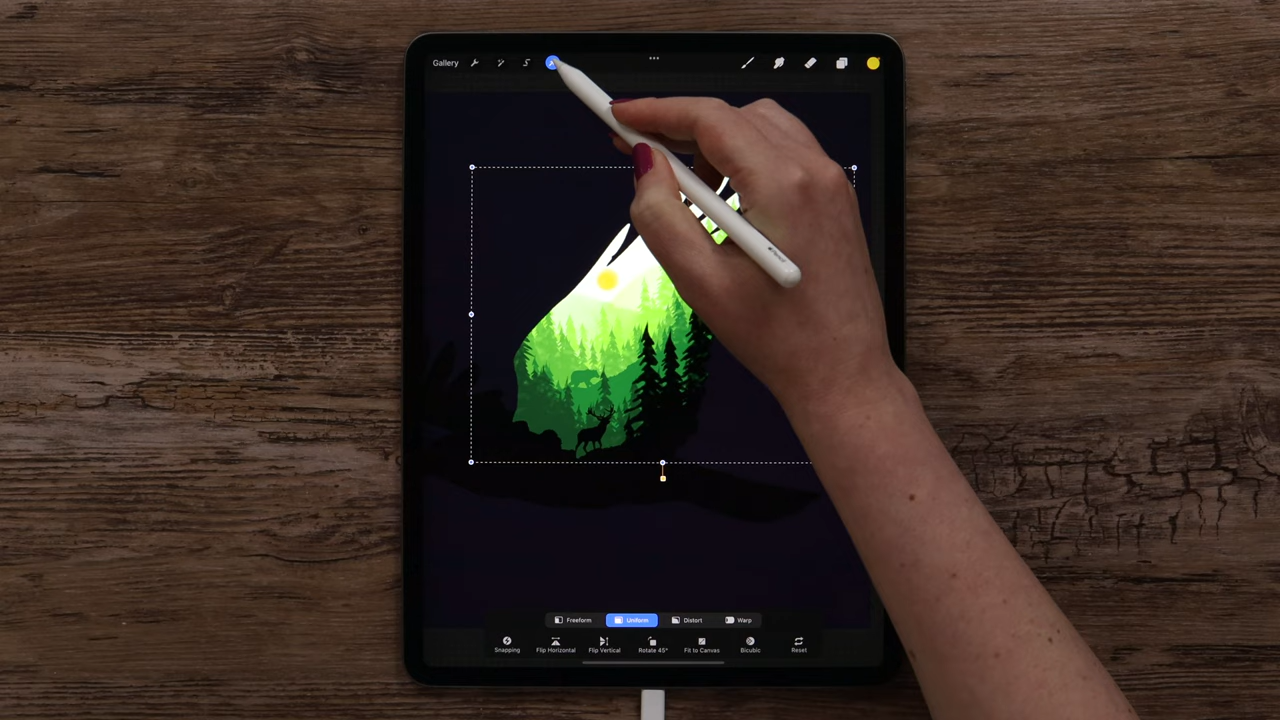 Gallery
Freeform Uniform Distort Warp
Snapping Flip Horizontal Flip Vertical Rotate 45° Fit to Canvas Bicubic Reset